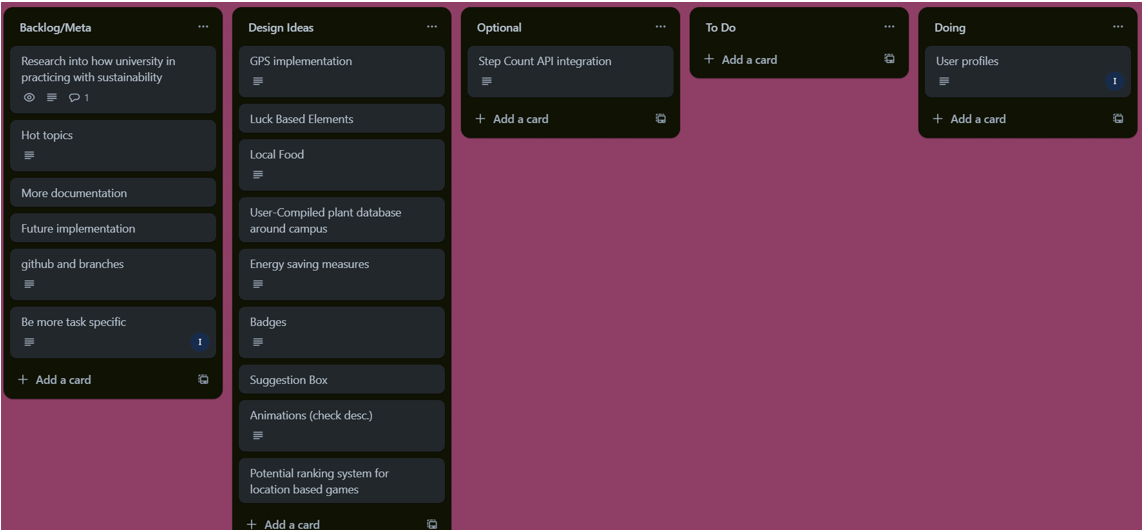 Backlog/Meta
Research into how university in
practicing with sustainability
1
Hot topics
More documentation
Future implementation
github and branches
Be more task specific
I
+ Add a card
Design Ideas
GPS implementation
Luck Based Elements
Local Food
User-Compiled plant database
around campus
Energy saving measures
Badges
Suggestion Box
Animations (check desc.)
Potential ranking system for
location based games
+ Add a card
Optional
Step Count API integration
+ Add a card
To Do
+ Add a card
Doing
User profiles
I
+ Add a card